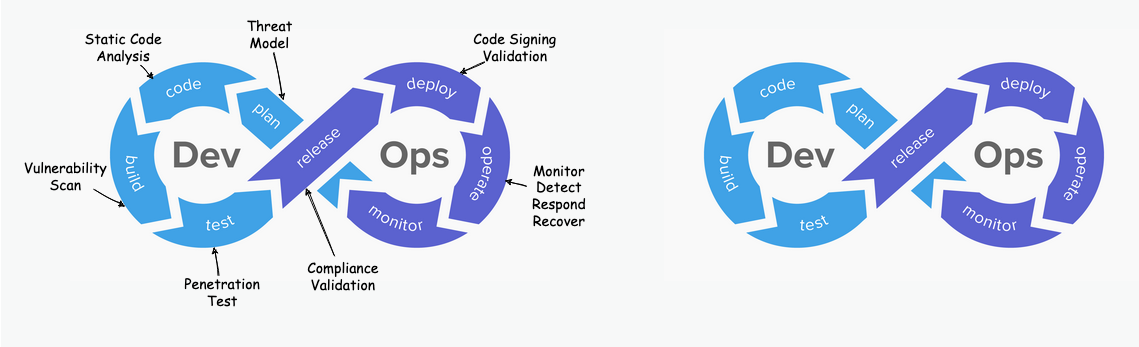 Threat
Model
Static Code
Analysis
Code Signing
Validation
code
plan
deploy
release
Dev
Ops
build
operate
Vulnerability
Scan
Monitor
Detect
Respond
Recover
test
monitor
Penetration
Test
Compliance
Validation
code
plan
deploy
release
Dev
Ops
build
operate
test
monitor